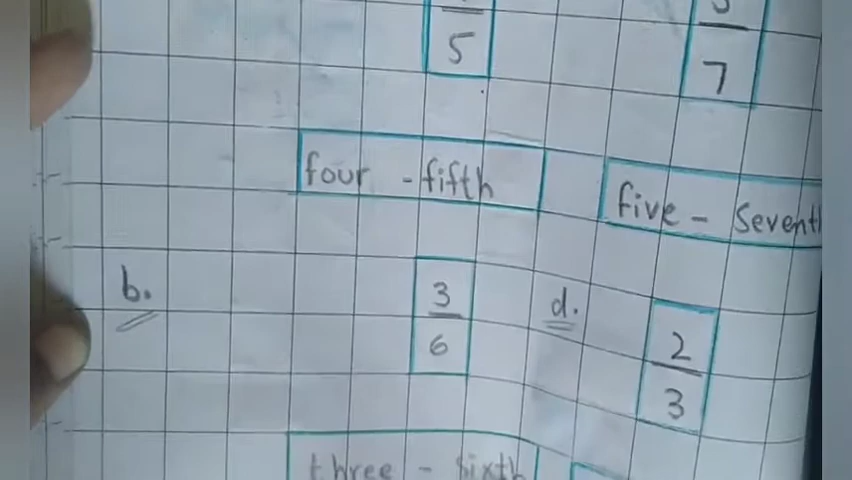 5
7
four - fifth
five - seventh
b.
3
6
d.
2
3
three - sixth